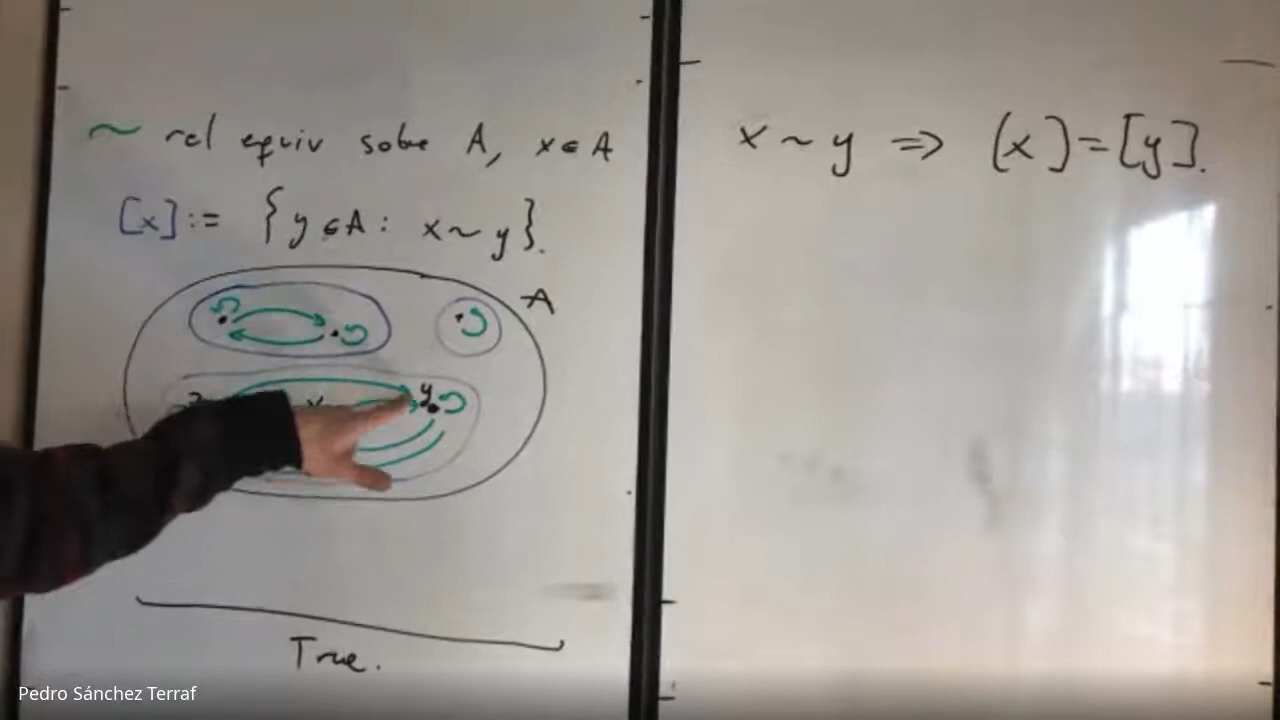 ~ rel equiv sobre A, x ∈ A
[x] := { y ∈ A : x ~ y }.
A
y
True.
x ~ y ⇒ [x] = [y].
Pedro Sánchez Terraf